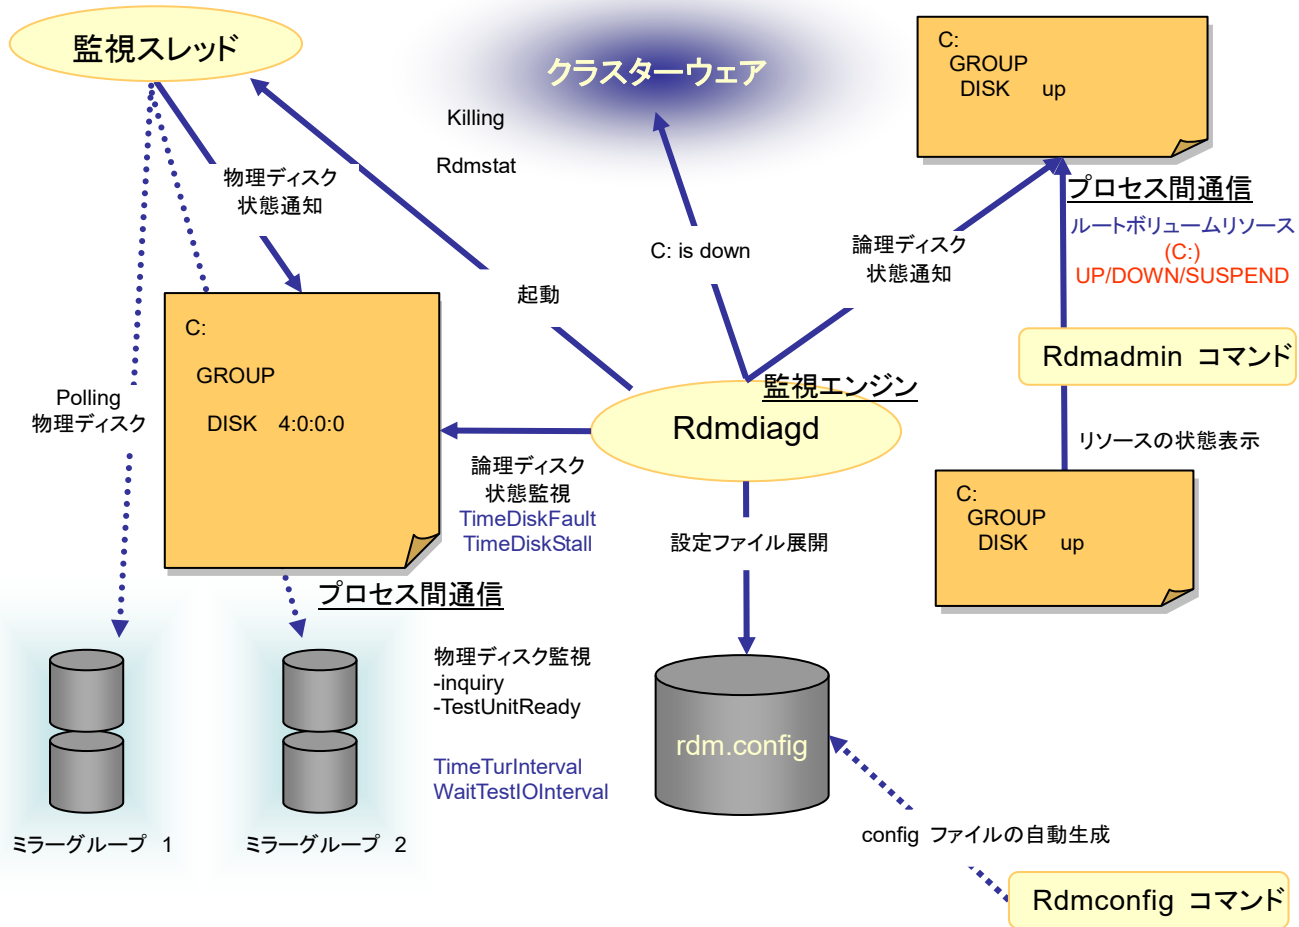 監視スレッド
クラスターウェア
C:
GROUP
DISK up
Killing
Rdmstat
物理ディスク
状態通知
プロセス間通信
ルートボリュームリソース
(C:)
UP/DOWN/SUSPEND
C: is down
論理ディスク
状態通知
起動
C:
GROUP
DISK 4:0:0:0
Rdmadmin コマンド
監視エンジン
Rdmdiagd
Polling
物理ディスク
リソースの状態表示
論理ディスク
状態監視
TimeDiskFault
TimeDiskStall
C:
GROUP
DISK up
設定ファイル展開
プロセス間通信
物理ディスク監視
-inquiry
-TestUnitReady
TimeTurInterval
WaitTestIOInterval
rdm.config
ミラーグループ 1
ミラーグループ 2
config ファイルの自動生成
Rdmconfig コマンド